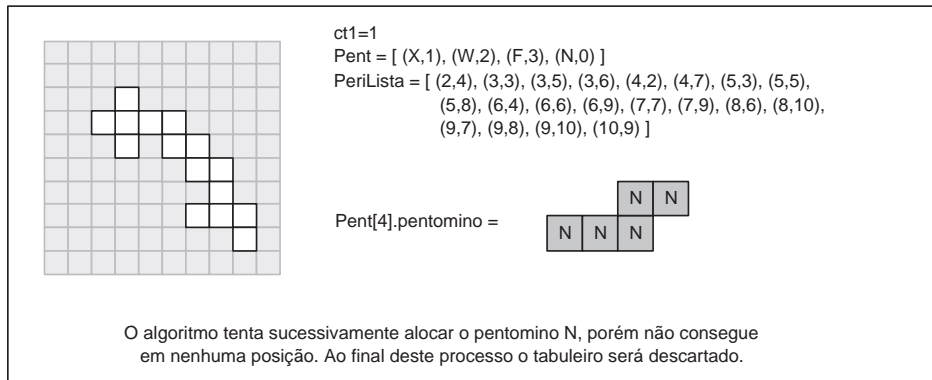 ct1=1
Pent = [ (X,1), (W,2), (F,3), (N,0) ]
PeriLista = [ (2,4), (3,3), (3,5), (3,6), (4,2), (4,7), (5,3), (5,5),
(5,8), (6,4), (6,6), (6,9), (7,7), (7,9), (8,6), (8,10),
(9,7), (9,8), (9,10), (10,9) ]
N N
Pent[4].pentomino =
N N N
O algoritmo tenta sucessivamente alocar o pentomino N, porém não consegue
em nenhuma posição. Ao final deste processo o tabuleiro será descartado.